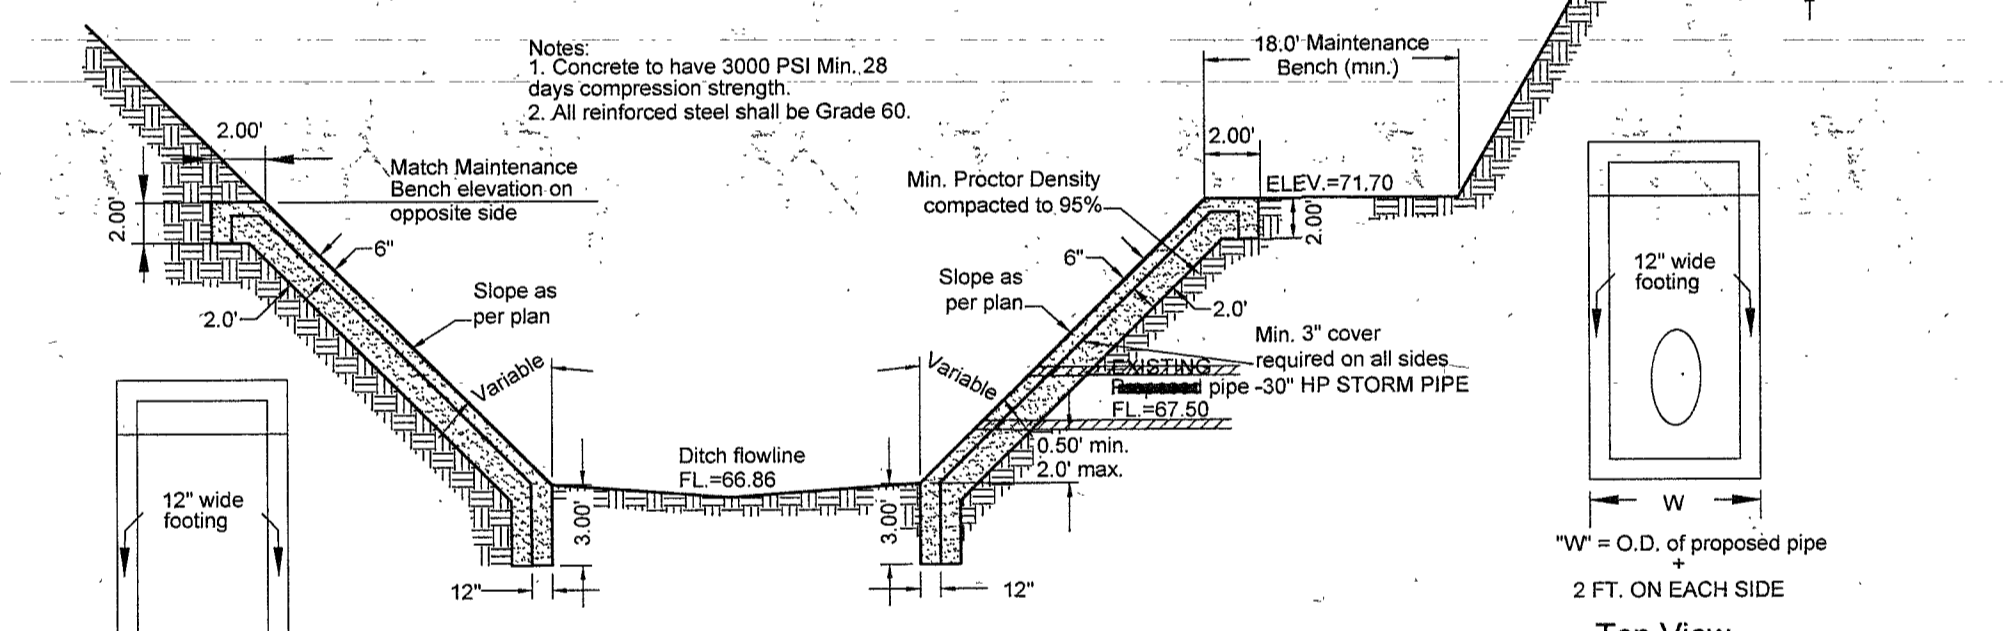 Notes:
1. Concrete to have 3000 PSI Min., 28
days compression strength.
2. All reinforced steel shall be Grade 60.
18.0' Maintenance
Bench (min.)
2.00'
Match Maintenance
Bench elevation on
opposite side
2.00'
6"
2.0'
Slope as
per plan
Variable
2.00'
ELEV.=71.70
2.00'
Min. Proctor Density
compacted to 95%
6"
Slope as
per plan
2.0'
Min. 3" cover
required on all sides
Variable
EXISTING
pipe -30" HP STORM PIPE
FL.=67.50
0.50' min.
2.0' max.
Ditch flowline
FL.=66.86
3.00'
3.00'
12"
12"
12" wide
footing
12" wide
footing
W
"W" = O.D. of proposed pipe
+
2 FT. ON EACH SIDE